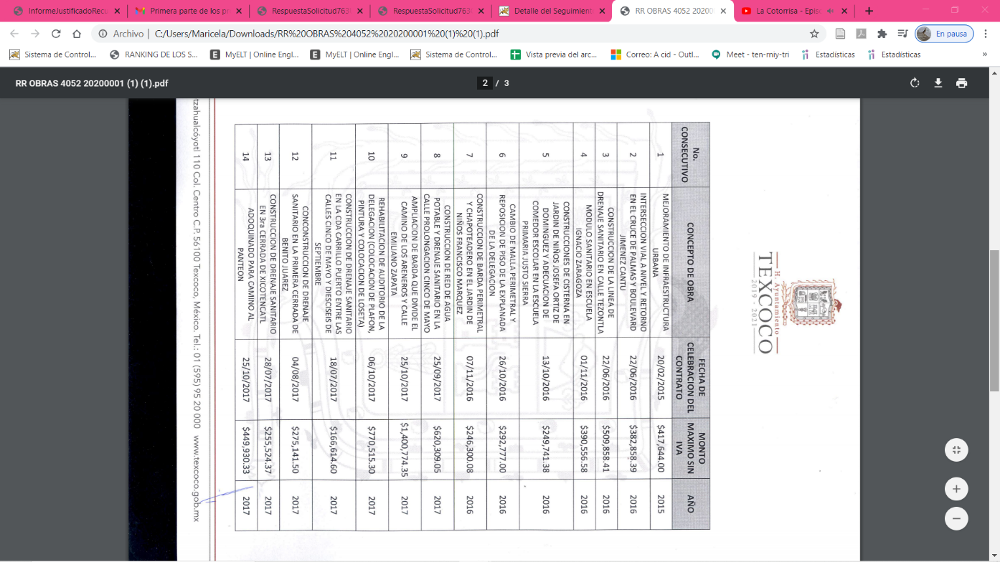 InformeJustificadoRecu
Primera parte de los pr
RespuestaSolicitud763
RespuestaSolicitud763
Detalle del Seguimient
RR OBRAS 4052 20200
La Cotorrisa - Epis
Archivo | C:/Users/Maricela/Downloads/RR%20OBRAS%204052%2020200001%20(1)%20(1).pdf
En pausa
Sistema de Control...
RANKING DE LOS S...
MyELT | Online Engl...
MyELT | Online Engl...
Sistema de Control...
Vista previa del arc...
Correo: A cid - Outl...
Meet - ten-rniy-tri
Estadísticas
Estadísticas
»
RR OBRAS 4052 20200001 (1) (1).pdf
2 / 3
H. Ayuntamiento
TEXCOCO
2019 - 2021
No.
CONSECUTIVO
CONCEPTO DE OBRA
FECHA DE
CELEBRACION DEL
CONTRATO
MONTO
MAXIMO SIN
IVA
AÑO
1
MEJORAMIENTO DE INFRAESTRUCTURA
URBANA
20/02/2015
$417,644.00
2015
2
INTERSECCION VIAL A NIVEL Y RETORNO
EN EL CRUCE DE PALMAS Y BOULEVARD
JIMENEZ CANTU
22/06/2016
$382,858.39
2016
3
CONSTRUCCION DE LA LINEA DE
DRENAJE SANITARIO EN CALLE TEZONTLA
22/06/2016
$509,858.41
2016
4
MODULO SANITARIO EN ESCUELA
IGNACIO ZARAGOZA
01/11/2016
$390,556.58
2016
5
CONSTRUCCIONES DE CISTERNA EN
JARDIN DE NIÑOS JOSEFA ORTIZ DE
DOMINGUEZ Y ADECUACION DE
COMEDOR ESCOLAR EN LA ESCUELA
PRIMARIA JUSTO SIERRA
13/10/2016
$249,741.38
2016
6
CAMBIO DE MALLA PERIMETRAL Y
REPOSICION DE PISO DE LA EXPLANADA
DE LA DELEGACION
26/10/2016
$292,777.00
2016
7
CONSTRUCCION DE BARDA PERIMETRAL
Y CHAPOTEADERO EN EL JARDIN DE
NIÑOS FRANCISCO MARQUEZ
07/11/2016
$246,300.08
2016
8
CONSTRUCCION DE RED DE AGUA
POTABLE Y DRENAJE SANITARIO EN LA
CALLE PROLONGACION CINCO DE MAYO
25/09/2017
$620,309.05
2017
9
AMPLIACION DE BARDA QUE DIVIDE EL
CAMINO DE LOS ARENEROS Y CALLE
EMILIANO ZAPATA
25/10/2017
$1,400,774.35
2017
10
REHABILITACION DE AUDITORIO DE LA
DELEGACION (COLOCACION DE PLAFON,
PINTURA Y COLOCACION DE LOSETA)
06/10/2017
$770,515.30
2017
11
CONSTRUCCION DE DRENAJE SANITARIO
EN LA CDA CARRILLO PUERTO ENTRE LAS
CALLES CINCO DE MAYO Y DIESCISEIS DE
SEPTIEMBRE
18/07/2017
$166,614.60
2017
12
CONCONSTRUCCION DE DRENAJE
SANITARIO EN LA PRIMERA CERRADA DE
BENITO JUAREZ
04/08/2017
$275,141.50
2017
13
CONSTRUCCION DE DRENAJE SANITARIO
EN 3ra CERRADA DE XICOTENCATL
28/07/2017
$255,524.37
2017
14
ADOQUINADO PARA CAMINO AL
PANTEON
25/10/2017
$449,930.33
2017
tzahualcóyotl 110 Col. Centro C.P. 56100 Texcoco, México Tel.: 01 (595) 95 20 000 www.texcoco.gob.mx